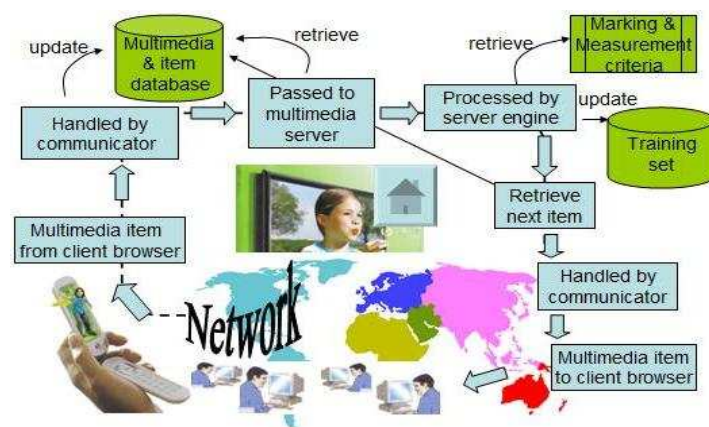 update
Multimedia
& item
database
retrieve
retrieve
Marking &
Measurement
criteria
Handled by
communicator
Passed to
multimedia
server
Processed by
server engine
update
Training
set
Multimedia item
from client browser
Retrieve
next item
Handled by
communicator
Network
Multimedia item
to client browser